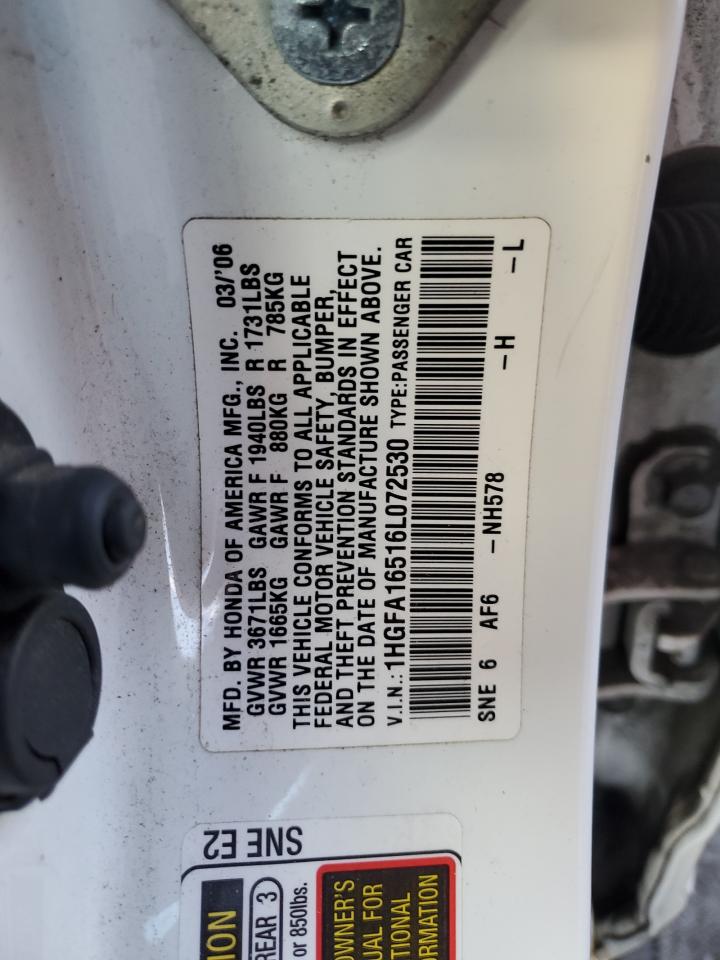 MFD. BY HONDA OF AMERICA MFG., INC. 03/'06
GVWR 3671LBS GAWR F 1940LBS R 1731LBS
GVWR 1665KG GAWR F 880KG R 785KG
THIS VEHICLE CONFORMS TO ALL APPLICABLE
FEDERAL MOTOR VEHICLE SAFETY, BUMPER,
AND THEFT PREVENTION STANDARDS IN EFFECT
ON THE DATE OF MANUFACTURE SHOWN ABOVE.
V.I.N.: 1HGFA16516L072530 TYPE:PASSENGER CAR
SNE 6 AF6 -NH578 -H -L
SNE E2
ION
REAR 3
or 850lbs.
OWNER'S
UAL FOR
TIONAL
ORMATION